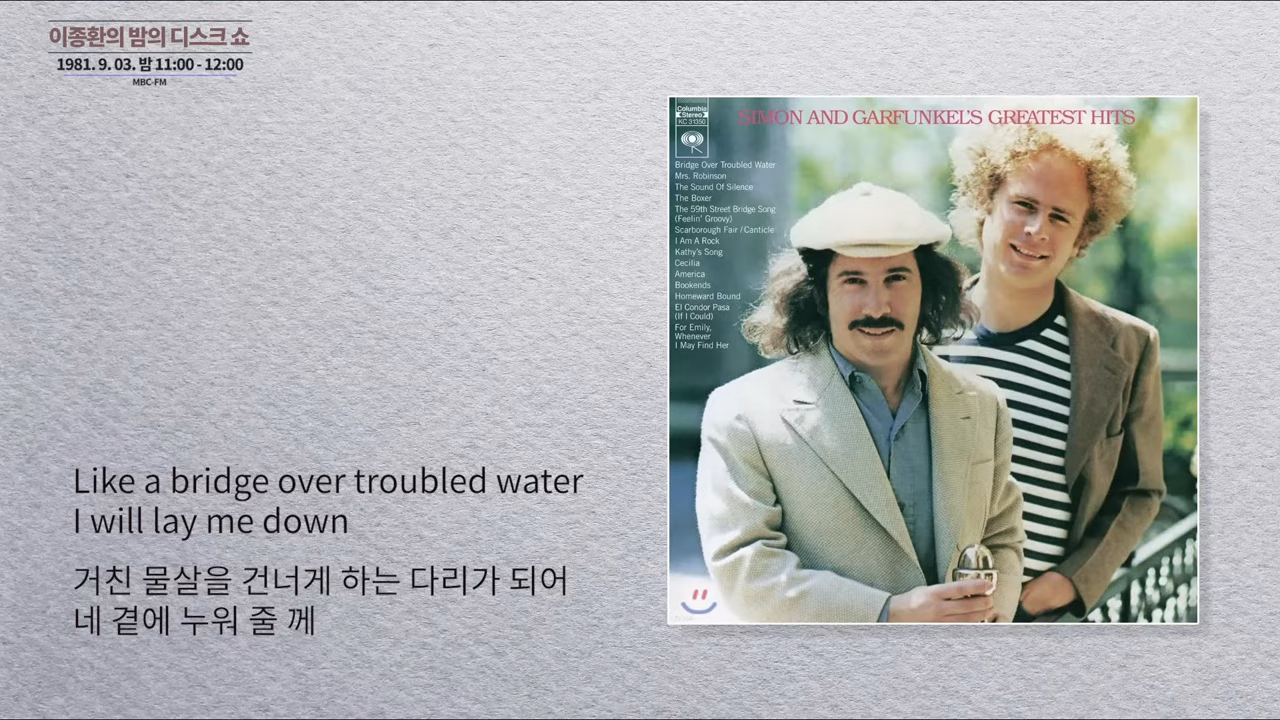 이종환의 밤의 디스크 쇼
1981. 9. 03. 밤 11:00 - 12:00
MBC-FM
Columbia
Stereo
KC 31350
SIMON AND GARFUNKEL'S GREATEST HITS
Bridge Over Troubled Water
Mrs. Robinson
The Sound Of Silence
The Boxer
The 59th Street Bridge Song
(Feelin' Groovy)
Scarborough Fair / Canticle
I Am A Rock
Kathy's Song
Cecilia
America
Bookends
Homeward Bound
El Condor Pasa
(If I Could)
For Emily,
Whenever
I May Find Her
Like a bridge over troubled water
I will lay me down
거친 물살을 건너게 하는 다리가 되어
네 곁에 누워 줄 께